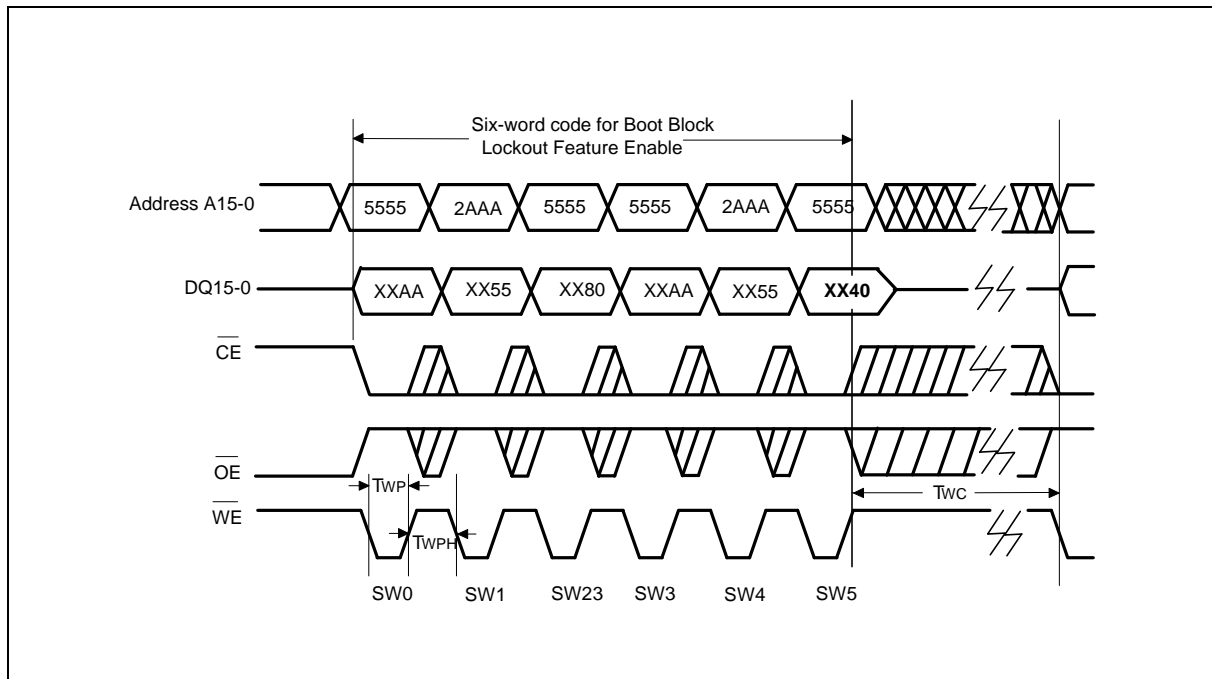 Six-word code for Boot Block
Lockout Feature Enable
Address A15-0
5555 2AAA 5555 5555 2AAA 5555
DQ15-0
XXAA XX55 XX80 XXAA XX55 XX40
CE
OE
TWP
TWC
WE
TWPH
SW0 SW1 SW23 SW3 SW4 SW5